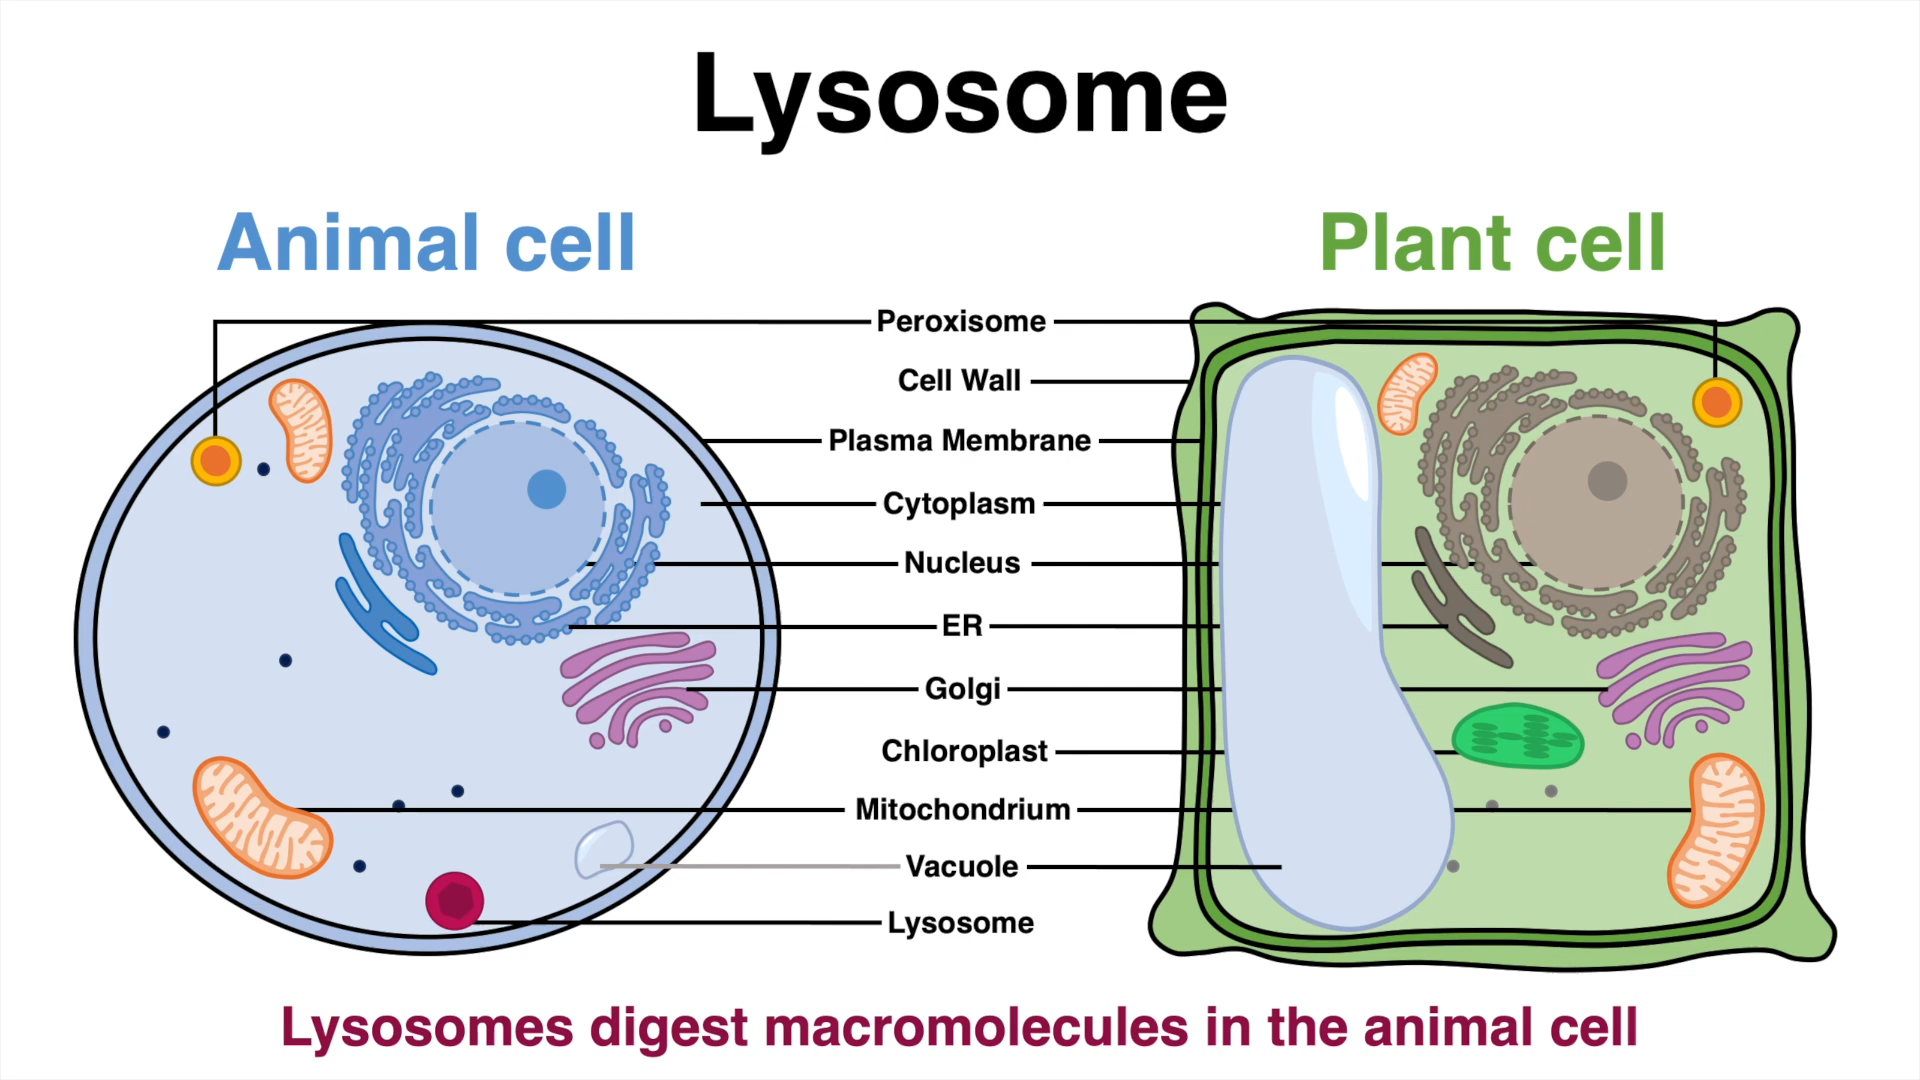 Lysosome
Animal cell
Plant cell
Peroxisome
Cell Wall
Plasma Membrane
Cytoplasm
Nucleus
ER
Golgi
Chloroplast
Mitochondrium
Vacuole
Lysosome
Lysosomes digest macromolecules in the animal cell